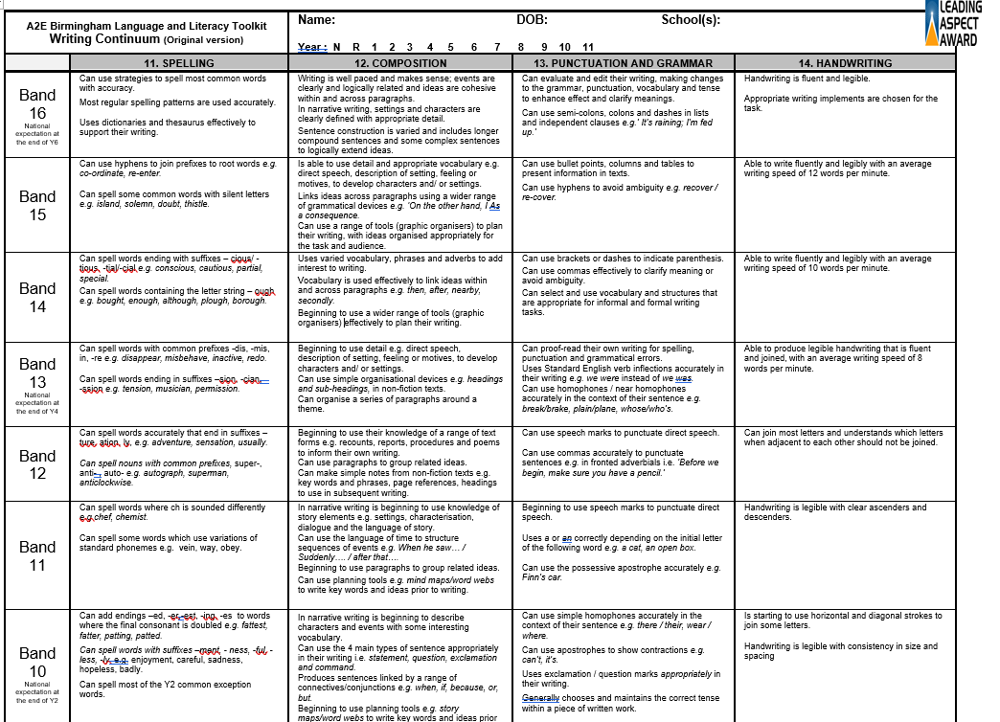 LEADING
ASPECT
AWARD
A2E Birmingham Language and Literacy Toolkit
Writing Continuum (Original version)
Name: DOB: School(s):
Year : N R 1 2 3 4 5 6 7 8 9 10 11
11. SPELLING
12. COMPOSITION
13. PUNCTUATION AND GRAMMAR
14. HANDWRITING
Band
16
National
expectation at
the end of Y6
Can use strategies to spell most common words
with accuracy.
Most regular spelling patterns are used accurately.
Uses dictionaries and thesaurus effectively to
support their writing.
Writing is well paced and makes sense; events are
clearly and logically related and ideas are cohesive
within and across paragraphs.
In narrative writing, settings and characters are
clearly defined with appropriate detail.
Sentence construction is varied and includes longer
compound sentences and some complex sentences
to logically extend ideas.
Can evaluate and edit their writing, making changes
to the grammar, punctuation, vocabulary and tense
to enhance effect and clarify meanings.
Can use semi-colons, colons and dashes in lists
and independent clauses e.g.' It's raining; I'm fed
up.'
Handwriting is fluent and legible.
Appropriate writing implements are chosen for the
task.
Band
15
Can use hyphens to join prefixes to root words e.g.
co-ordinate, re-enter.
Can spell some common words with silent letters
e.g. island, solemn, doubt, thistle.
Is able to use detail and appropriate vocabulary e.g.
direct speech, description of setting, feeling or
motives, to develop characters and/ or settings.
Links ideas across paragraphs using a wider range
of grammatical devices e.g. 'On the other hand, / As
a consequence.
Can use a range of tools (graphic organisers) to plan
their writing, with ideas organised appropriately for
the task and audience.
Can use bullet points, columns and tables to
present information in texts.
Can use hyphens to avoid ambiguity e.g. recover /
re-cover.
Able to write fluently and legibly with an average
writing speed of 12 words per minute.
Band
14
Can spell words ending with suffixes – cious/ -
tious, -tial/-cial e.g. conscious, cautious, partial,
special.
Can spell words containing the letter string – ough
e.g. bought, enough, although, plough, borough.
Uses varied vocabulary, phrases and adverbs to add
interest to writing.
Vocabulary is used effectively to link ideas within
and across paragraphs e.g. then, after, nearby,
secondly.
Beginning to use a wider range of tools (graphic
organisers) effectively to plan their writing.
Can use brackets or dashes to indicate parenthesis.
Can use commas effectively to clarify meaning or
avoid ambiguity.
Can select and use vocabulary and structures that
are appropriate for informal and formal writing
tasks.
Able to write fluently and legibly with an average
writing speed of 10 words per minute.
Band
13
National
expectation at
the end of Y4
Can spell words with common prefixes -dis, -mis,
in, -re e.g. disappear, misbehave, inactive, redo.
Can spell words ending in suffixes –sion, -cian,
-ssion e.g. tension, musician, permission.
Beginning to use detail e.g. direct speech,
description of setting, feeling or motives, to develop
characters and/ or settings.
Can use simple organisational devices e.g. headings
and sub-headings, in non-fiction texts.
Can organise a series of paragraphs around a
theme.
Can proof-read their own writing for spelling,
punctuation and grammatical errors.
Uses Standard English verb inflections accurately in
their writing e.g. we were instead of we was.
Can use homophones / near homophones
accurately in the context of their sentence e.g.
break/brake, plain/plane, whose/who's.
Able to produce legible handwriting that is fluent
and joined, with an average writing speed of 8
words per minute.
Band
12
Can spell words accurately that end in suffixes –
ture, ation, ly. e.g. adventure, sensation, usually.
Can spell nouns with common prefixes, super-,
anti-, auto- e.g. autograph, superman,
anticlockwise.
Beginning to use their knowledge of a range of text
forms e.g. recounts, reports, procedures and poems
to inform their own writing.
Can use paragraphs to group related ideas.
Can make simple notes from non-fiction texts e.g.
key words and phrases, page references, headings
to use in subsequent writing.
Can use speech marks to punctuate direct speech.
Can use commas accurately to punctuate
sentences e.g. in fronted adverbials i.e. 'Before we
begin, make sure you have a pencil.'
Can join most letters and understands which letters
when adjacent to each other should not be joined.
Band
11
Can spell words where ch is sounded differently
e.g.chef, chemist.
Can spell some words which use variations of
standard phonemes e.g. vein, way, obey.
In narrative writing is beginning to use knowledge of
story elements e.g. settings, characterisation,
dialogue and the language of story.
Can use the language of time to structure
sequences of events e.g. When he saw… /
Suddenly…. / after that….
Beginning to use paragraphs to group related ideas.
Can use planning tools e.g. mind maps/word webs
to write key words and ideas prior to writing.
Beginning to use speech marks to punctuate direct
speech.
Uses a or an correctly depending on the initial letter
of the following word e.g. a cat, an open box.
Can use the possessive apostrophe accurately e.g.
Finn's car.
Handwriting is legible with clear ascenders and
descenders.
Band
10
National
expectation at
the end of Y2
Can add endings –ed, -er-est, -ing, -es to words
where the final consonant is doubled e.g. fattest,
fatter, patting, patted.
Can spell words with suffixes –ment, - ness, -ful, -
less, -ly, e.g. enjoyment, careful, sadness,
hopeless, badly.
Can spell most of the Y2 common exception
words.
In narrative writing is beginning to describe
characters and events with some interesting
vocabulary.
Can use the 4 main types of sentence appropriately
in their writing i.e. statement, question, exclamation
and command.
Produces sentences linked by a range of
connectives/conjunctions e.g. when, if, because, or,
but.
Beginning to use planning tools e.g. story
maps/word webs to write key words and ideas prior
Can use simple homophones accurately in the
context of their sentence e.g. there / their, wear /
where.
Can use apostrophes to show contractions e.g.
can't, it's.
Uses exclamation / question marks appropriately in
their writing.
Generally chooses and maintains the correct tense
within a piece of written work.
Is starting to use horizontal and diagonal strokes to
join some letters.
Handwriting is legible with consistency in size and
spacing